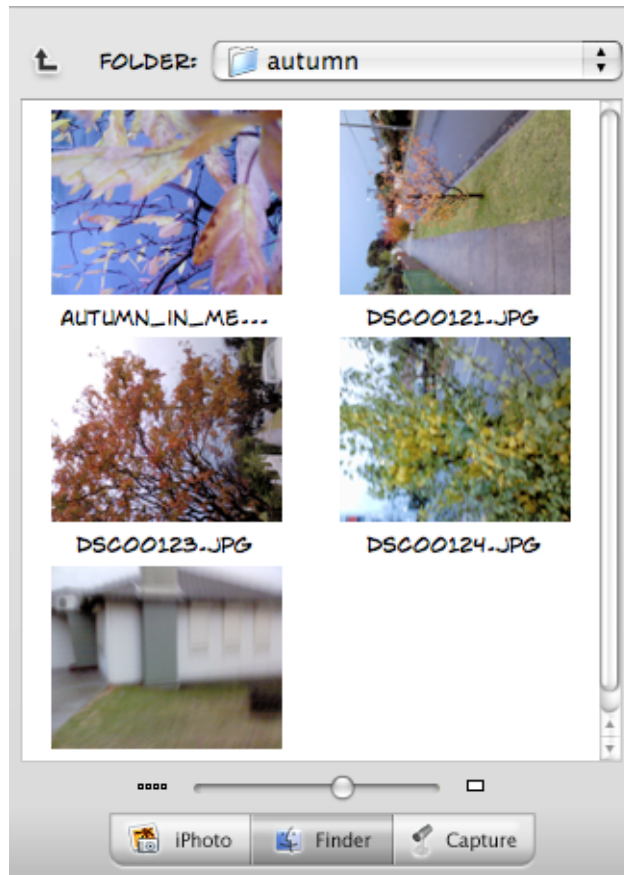 FOLDER: autumn
AUTUMN_IN_ME... DSC00121.JPG
DSC00123.JPG DSC00124.JPG
iPhoto Finder Capture